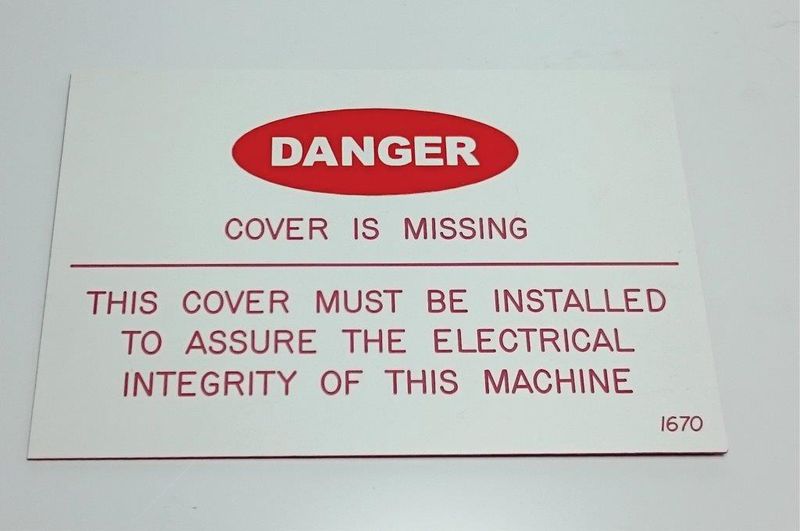 DANGER
COVER IS MISSING
THIS COVER MUST BE INSTALLED
TO ASSURE THE ELECTRICAL
INTEGRITY OF THIS MACHINE
1670